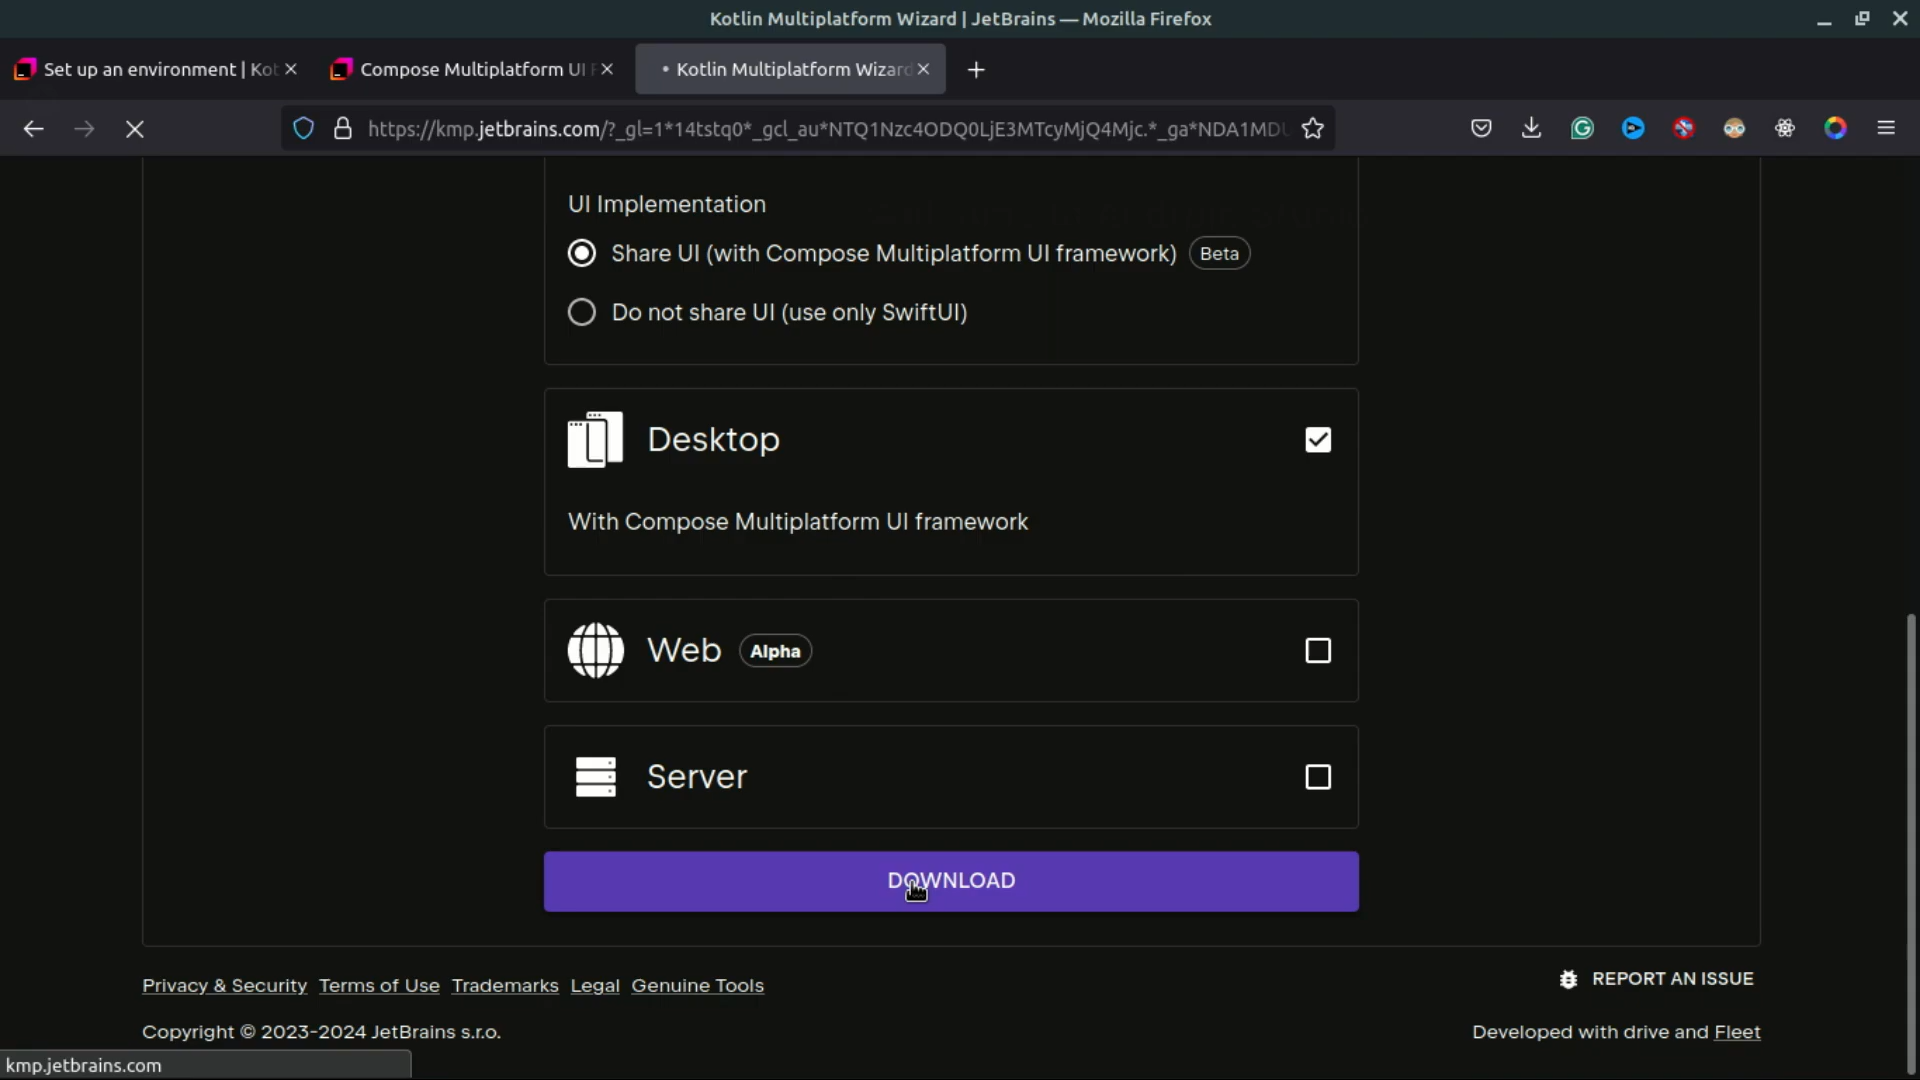 Kotlin Multiplatform Wizard | JetBrains — Mozilla Firefox
Set up an environment | Kot
Compose Multiplatform UI F
Kotlin Multiplatform Wizard
https://kmp.jetbrains.com/?_gl=1*14tstq0*_gcl_au*NTQ1Nzc4ODQ0LjE3MTcyMjQ4Mjc.*_ga*NDA1MDU
UI Implementation
Share UI (with Compose Multiplatform UI framework) Beta
Do not share UI (use only SwiftUI)
Desktop
With Compose Multiplatform UI framework
Web Alpha
Server
DOWNLOAD
Privacy & Security Terms of Use Trademarks Legal Genuine Tools
REPORT AN ISSUE
Copyright © 2023-2024 JetBrains s.r.o.
Developed with drive and Fleet
kmp.jetbrains.com